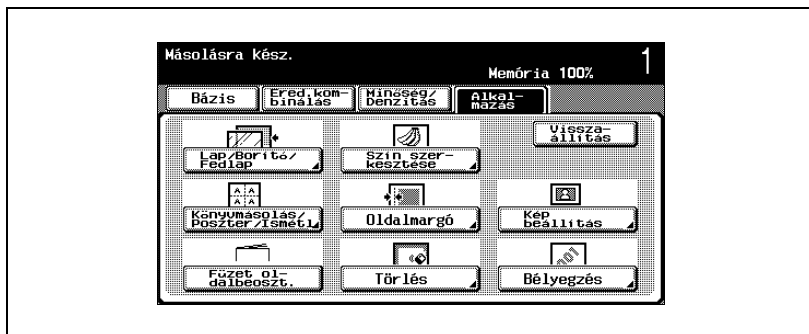 Másolásra kész.
Memória 100%
1
Bázis
Ered.kom-
binálás
Minőség/
Denzitás
Alkal-
mazás
Vissza-
állítás
Lap/Borító/
Fedlap
Szín szer-
kesztése
Könyvmásolás/
Poszter/Ismétl.
Oldalmargó
Kép
beállítás
Füzet ol-
dalbeoszt.
Törlés
Bélyegzés